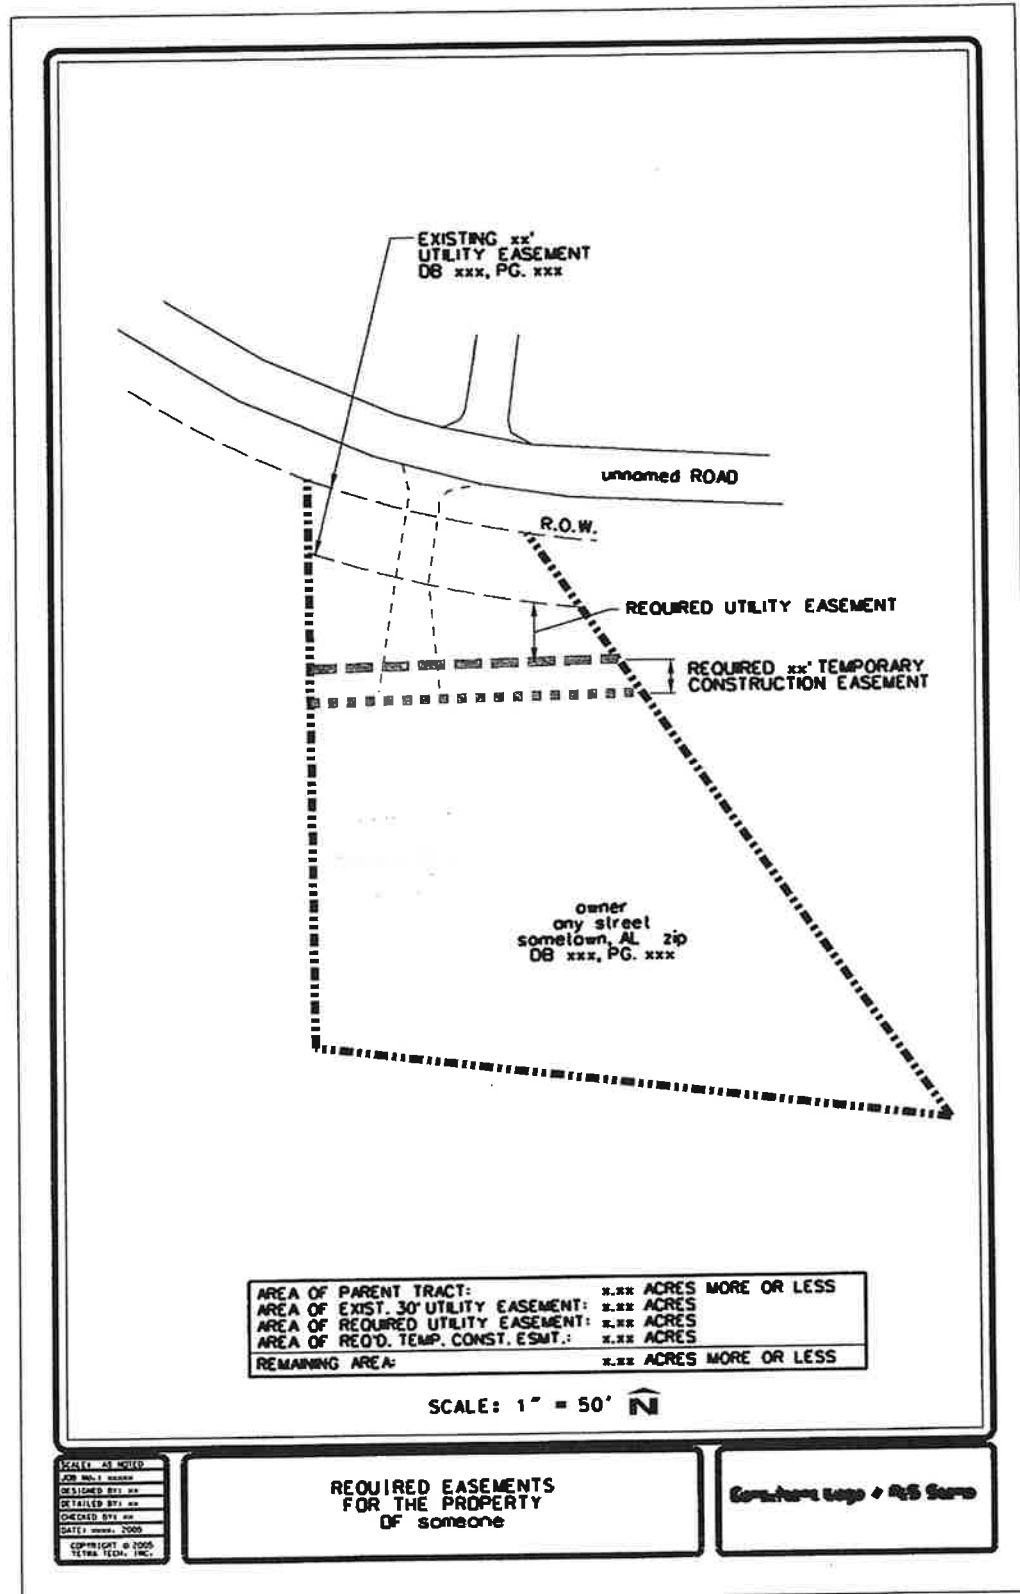 EXISTING xx'
UTILITY EASEMENT
DB xxx, PG. xxx
unnamed ROAD
R.O.W.
REQUIRED UTILITY EASEMENT
REQUIRED xx' TEMPORARY
CONSTRUCTION EASEMENT
owner
any street
sometown, AL zip
DB xxx, PG. xxx
AREA OF PARENT TRACT: x.xx ACRES MORE OR LESS
AREA OF EXIST. 30' UTILITY EASEMENT: x.xx ACRES
AREA OF REQUIRED UTILITY EASEMENT: x.xx ACRES
AREA OF REQ'D. TEMP. CONST. ESMT.: x.xx ACRES
REMAINING AREA: x.xx ACRES MORE OR LESS
SCALE: 1" = 50' N
SCALE: AS NOTED
JOB NO.: xxxxx
DESIGNED BY: xx
DETAILED BY: xx
CHECKED BY: xx
DATE: xxxx, 2005
COPYRIGHT © 2005
TETRA TECH, INC.
REQUIRED EASEMENTS
FOR THE PROPERTY
OF someone